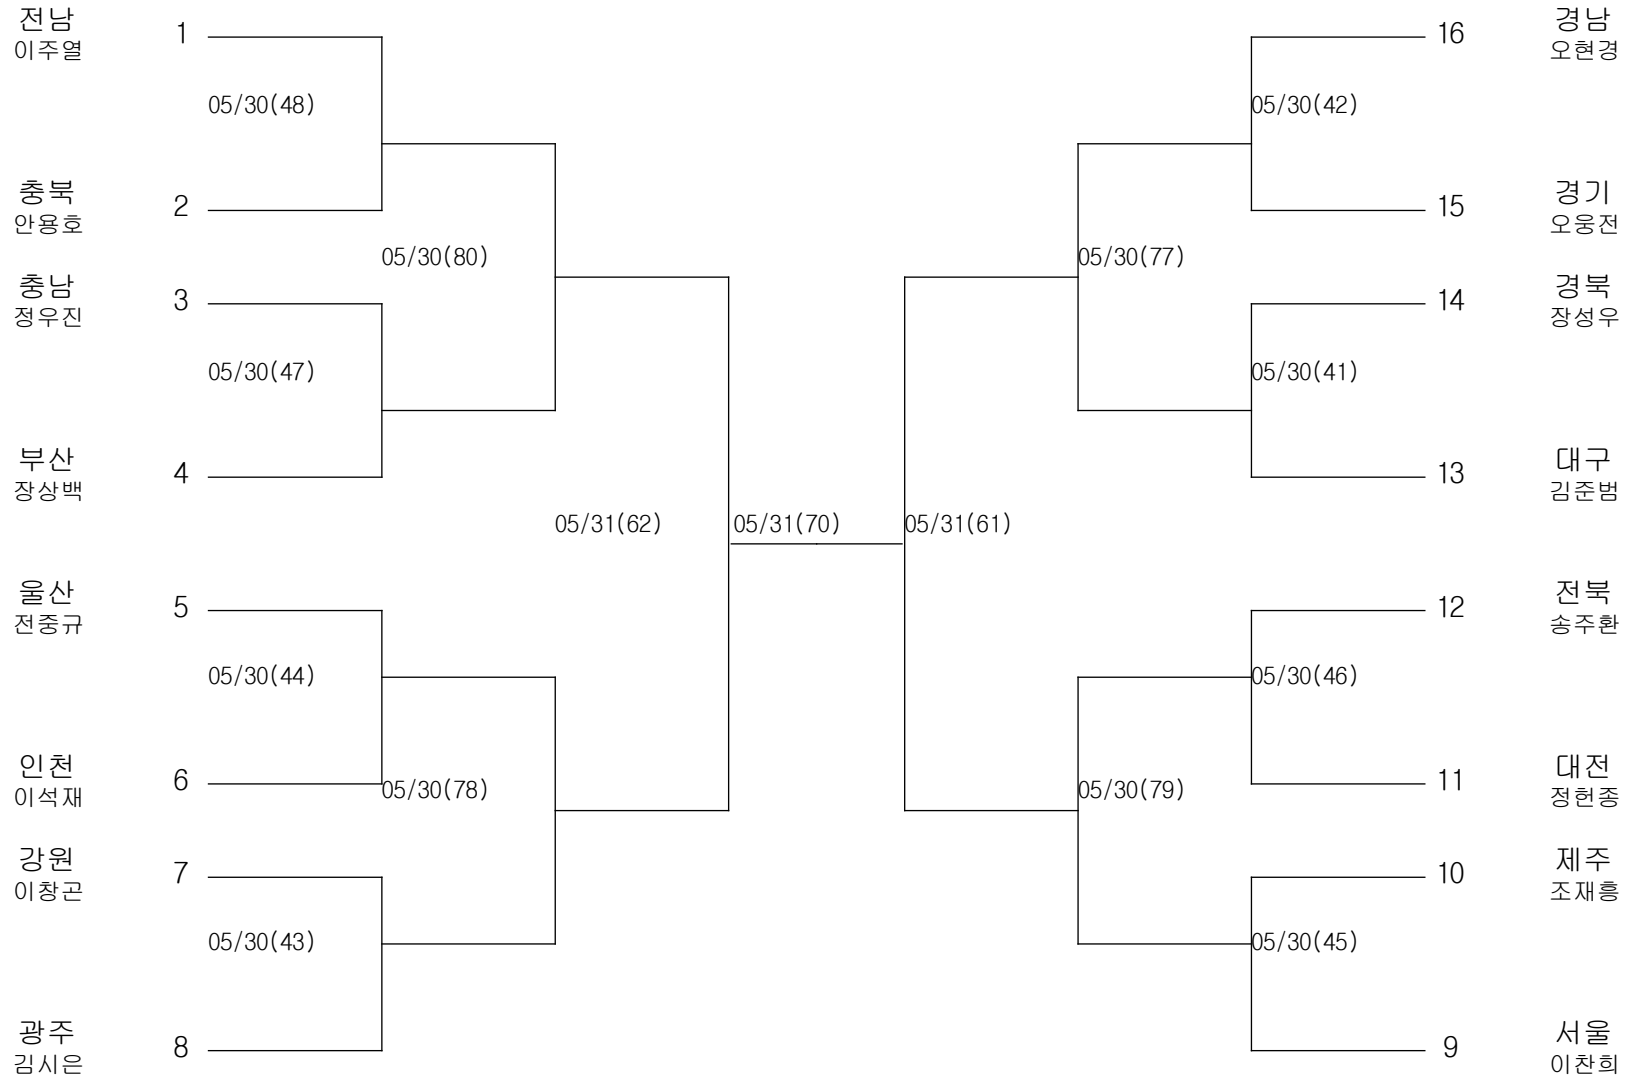 전남
이주열
1
05/30(48)
충북
안용호
2
05/30(80)
충남
정우진
3
05/30(47)
부산
장상백
4
05/31(62)
울산
전중규
5
05/30(44)
인천
이석재
6
05/30(78)
강원
이창곤
7
05/30(43)
광주
김시은
8
05/31(70)
경남
오현경
16
05/30(42)
경기
오웅전
15
05/30(77)
경북
장성우
14
05/30(41)
대구
김준범
13
05/31(61)
전북
송주환
12
05/30(46)
대전
정헌종
11
05/30(79)
제주
조재흥
10
05/30(45)
서울
이찬희
9